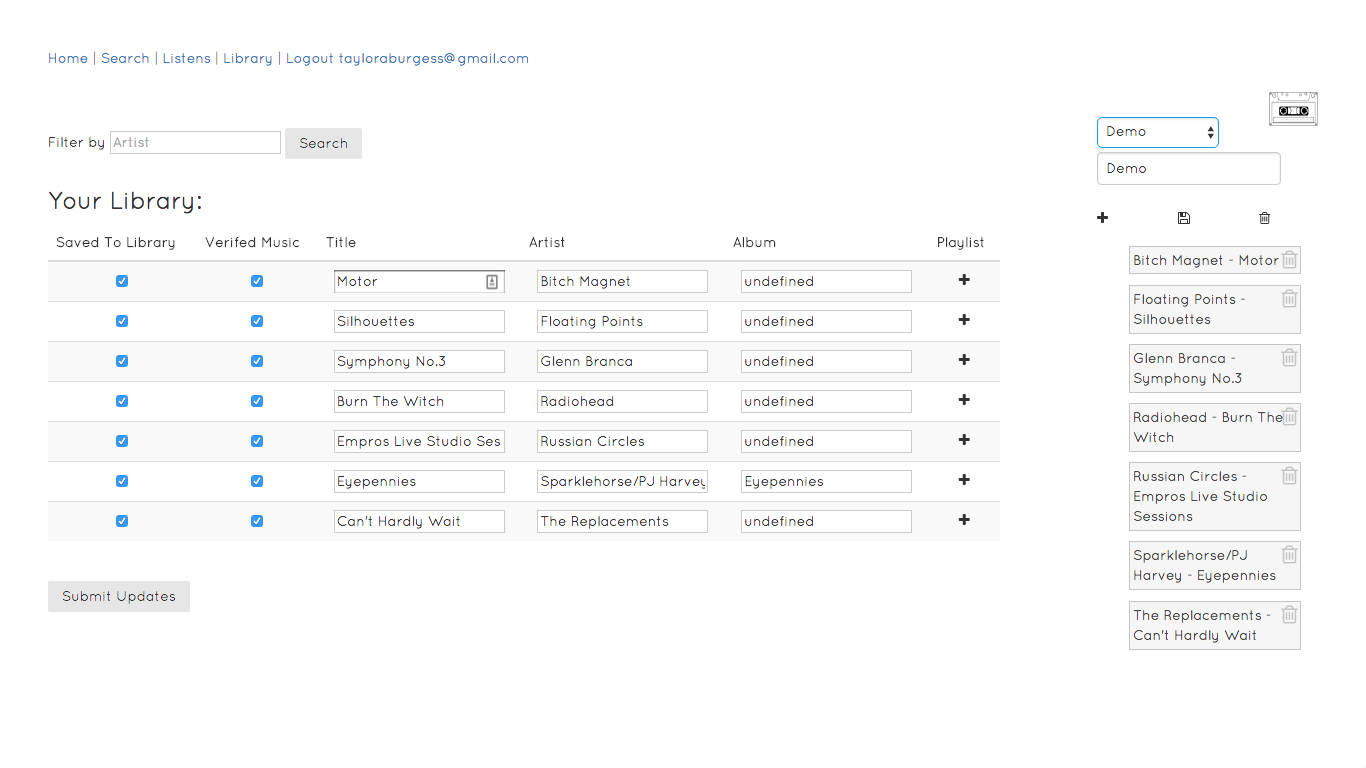 Home | Search | Listens | Library | Logout tayloraburgess@gmail.com
Filter by Artist Search
Your Library:
Saved To Library Verifed Music Title Artist Album Playlist
Motor Bitch Magnet undefined
Silhouettes Floating Points undefined
Symphony No.3 Glenn Branca undefined
Burn The Witch Radiohead undefined
Empros Live Studio Ses Russian Circles undefined
Eyepennies Sparklehorse/PJ Harvey Eyepennies
Can't Hardly Wait The Replacements undefined
Submit Updates
Demo
Demo
Bitch Magnet - Motor
Floating Points -
Silhouettes
Glenn Branca -
Symphony No.3
Radiohead - Burn The
Witch
Russian Circles -
Empros Live Studio
Sessions
Sparklehorse/PJ
Harvey - Eyepennies
The Replacements -
Can't Hardly Wait